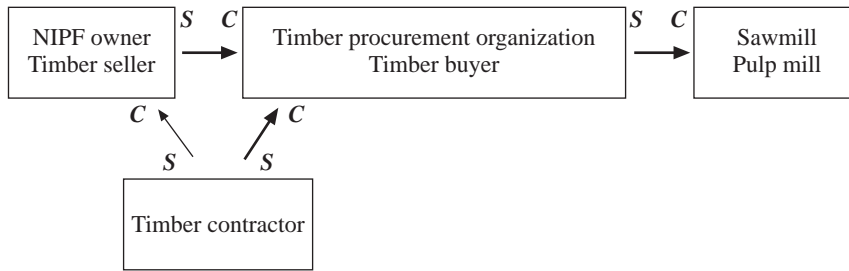 S C
NIPF owner
Timber seller
Timber procurement organization
Timber buyer
S C
Sawmill
Pulp mill
C C
S S
Timber contractor